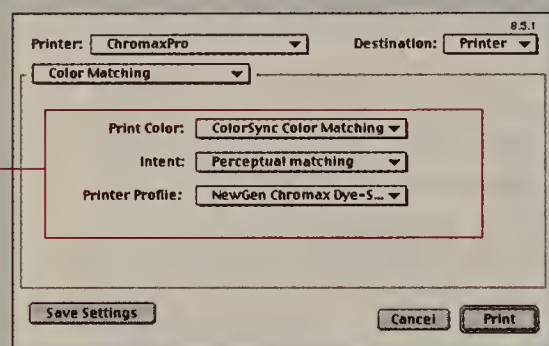 8.5.1
Printer: ChromaxPro Destination: Printer
Color Matching
Print Color: ColorSync Color Matching
Intent: Perceptual matching
Printer Profile: NewGen Chromax Dye-S...
Save Settings Cancel Print